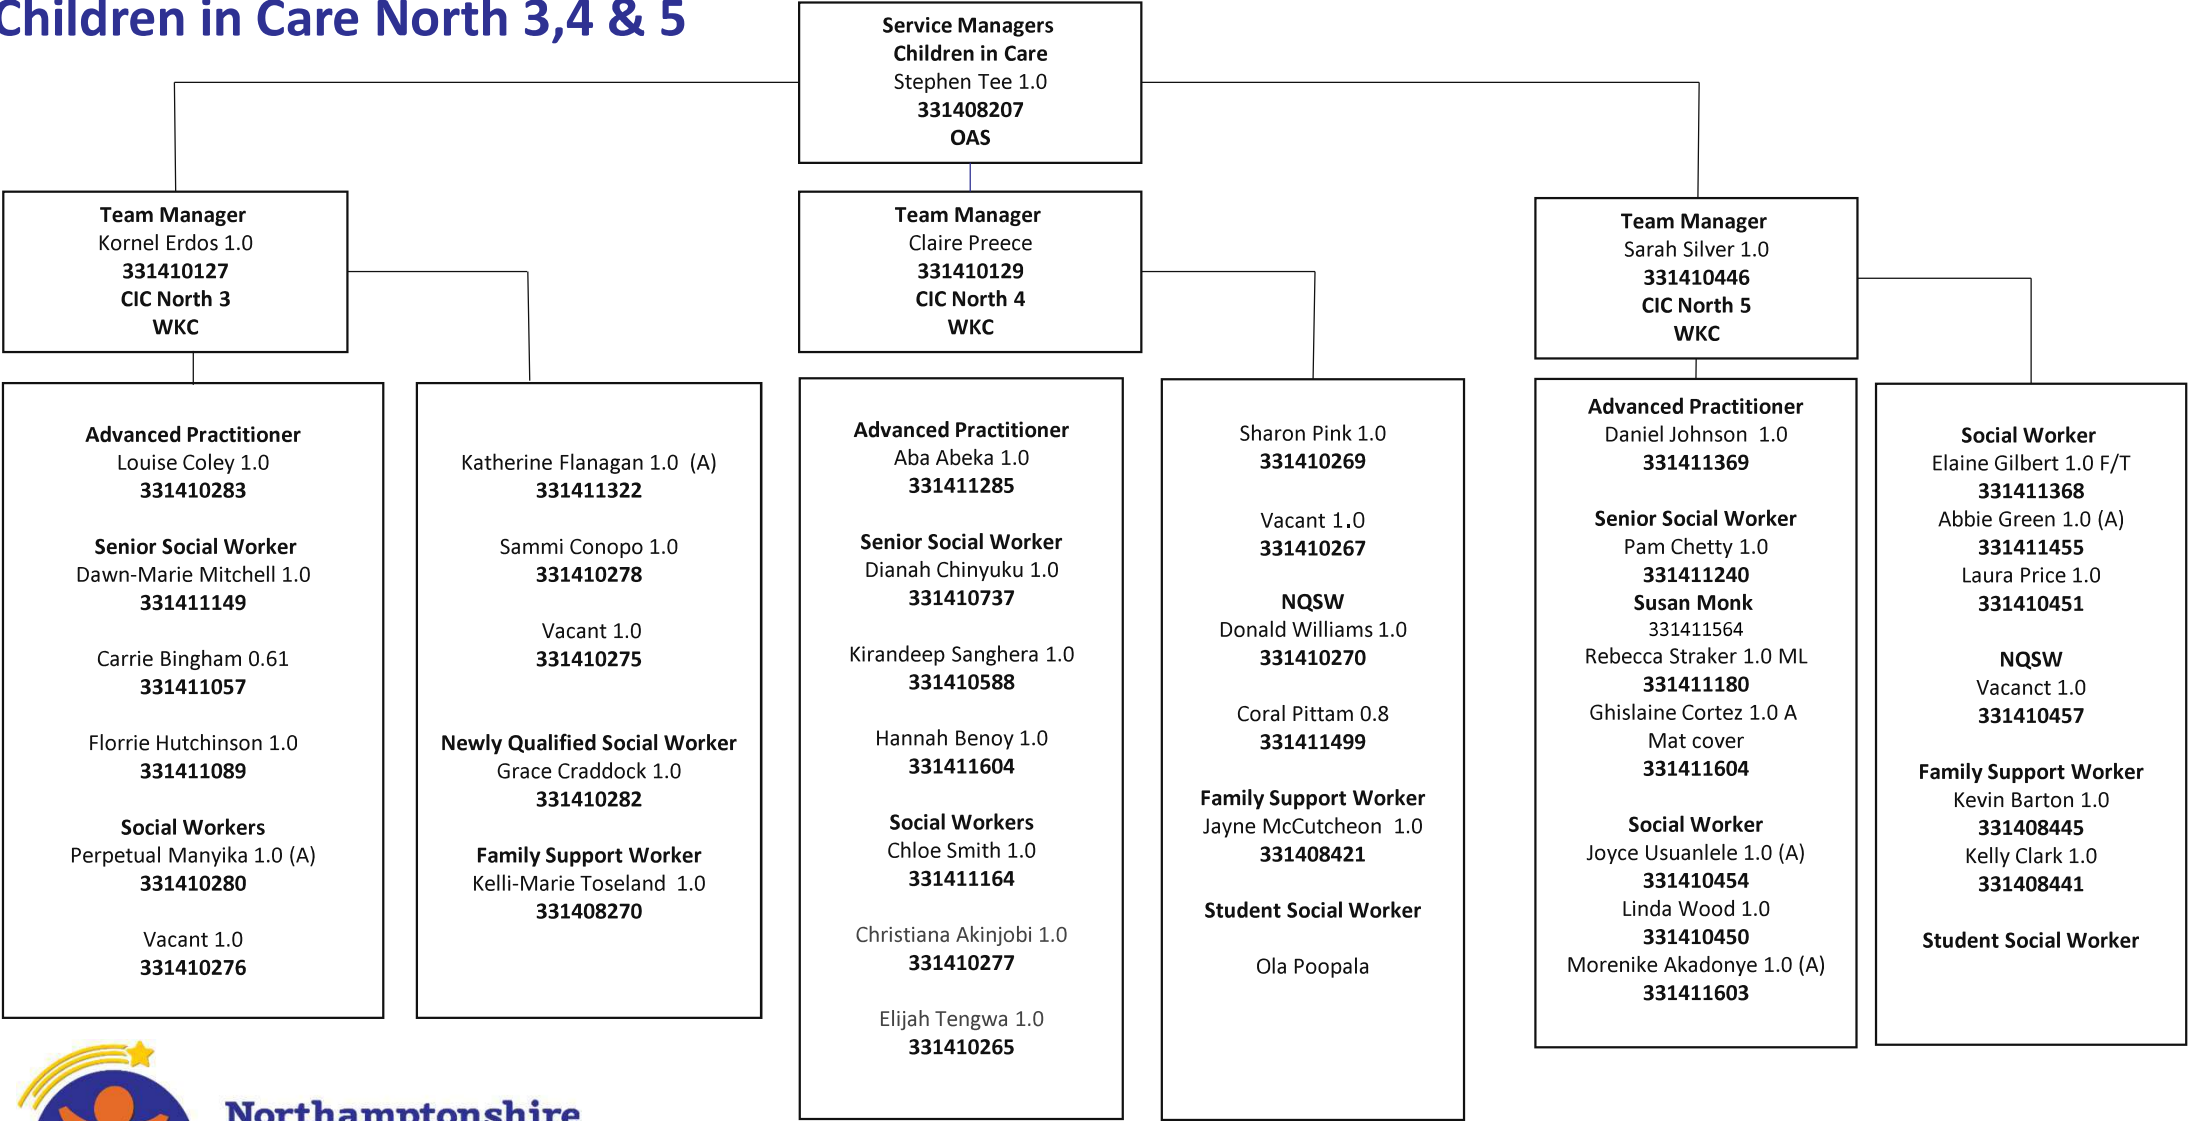 Children in Care North 3,4 & 5
Service Managers
Children in Care
Stephen Tee 1.0
331408207
OAS
Team Manager
Kornel Erdos 1.0
331410127
CIC North 3
WKC
Team Manager
Claire Preece
331410129
CIC North 4
WKC
Team Manager
Sarah Silver 1.0
331410446
CIC North 5
WKC
Advanced Practitioner
Louise Coley 1.0
331410283
Senior Social Worker
Dawn-Marie Mitchell 1.0
331411149
Carrie Bingham 0.61
331411057
Florrie Hutchinson 1.0
331411089
Social Workers
Perpetual Manyika 1.0 (A)
331410280
Vacant 1.0
331410276
Katherine Flanagan 1.0  (A)
331411322
Sammi Conopo 1.0
331410278
Vacant 1.0
331410275
Newly Qualified Social Worker
Grace Craddock 1.0
331410282
Family Support Worker
Kelli-Marie Toseland  1.0
331408270
Advanced Practitioner
Aba Abeka 1.0
331411285
Senior Social Worker
Dianah Chinyuku 1.0
331410737
Kirandeep Sanghera 1.0
331410588
Hannah Benoy 1.0
331411604
Social Workers
Chloe Smith 1.0
331411164
Christiana Akinjobi 1.0
331410277
Elijah Tengwa 1.0
331410265
Sharon Pink 1.0
331410269
Vacant 1.0
331410267
NQSW
Donald Williams 1.0
331410270
Coral Pittam 0.8
331411499
Family Support Worker
Jayne McCutcheon  1.0
331408421
Student Social Worker
Ola Poopala
Advanced Practitioner
Daniel Johnson  1.0
331411369
Senior Social Worker
Pam Chetty 1.0
331411240
Susan Monk
331411564
Rebecca Straker 1.0 ML
331411180
Ghislaine Cortez 1.0 A
Mat cover
331411604
Social Worker
Joyce Usuanlele 1.0 (A)
331410454
Linda Wood 1.0
331410450
Morenike Akadonye 1.0 (A)
331411603
Social Worker
Elaine Gilbert 1.0 F/T
331411368
Abbie Green 1.0 (A)
331411455
Laura Price 1.0
331410451
NQSW
Vacanct 1.0
331410457
Family Support Worker
Kevin Barton 1.0
331408445
Kelly Clark 1.0
331408441
Student Social Worker
Northamptonshire